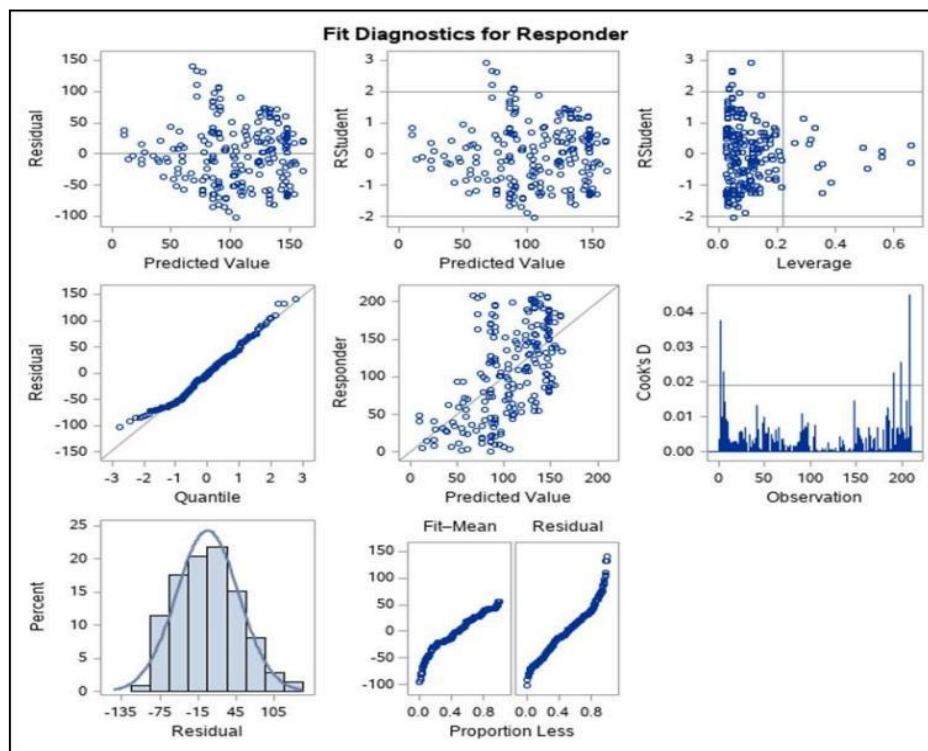 Fit Diagnostics for Responder
150
100
50
0
-50
-100
Residual
0 50 100 150
Predicted Value
3
2
1
0
-1
-2
RStudent
0 50 100 150
Predicted Value
3
2
1
0
-1
-2
RStudent
0.0 0.2 0.4 0.6
Leverage
150
100
50
0
-50
-100
-150
Residual
-3 -2 -1 0 1 2 3
Quantile
200
150
100
50
0
Responder
0 50 100 150 200
Predicted Value
0.04
0.03
0.02
0.01
0.00
Cook's D
0 50 100 150 200
Observation
25
20
15
10
5
0
Percent
-135 -75 -15 45 105
Residual
Fit–Mean Residual
150
100
50
0
-50
-100
0.0 0.4 0.8 0.0 0.4 0.8
Proportion Less